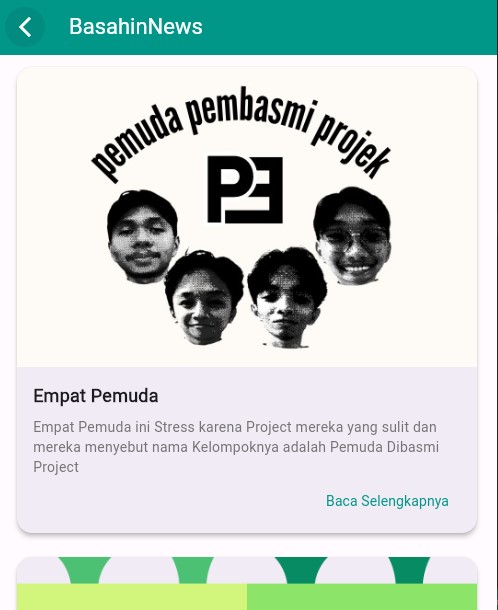 BasahinNews
pemuda pembasmi projek
PE
Empat Pemuda
Empat Pemuda ini Stress karena Project mereka yang sulit dan
mereka menyebut nama Kelompoknya adalah Pemuda Dibasmi
Project
Baca Selengkapnya